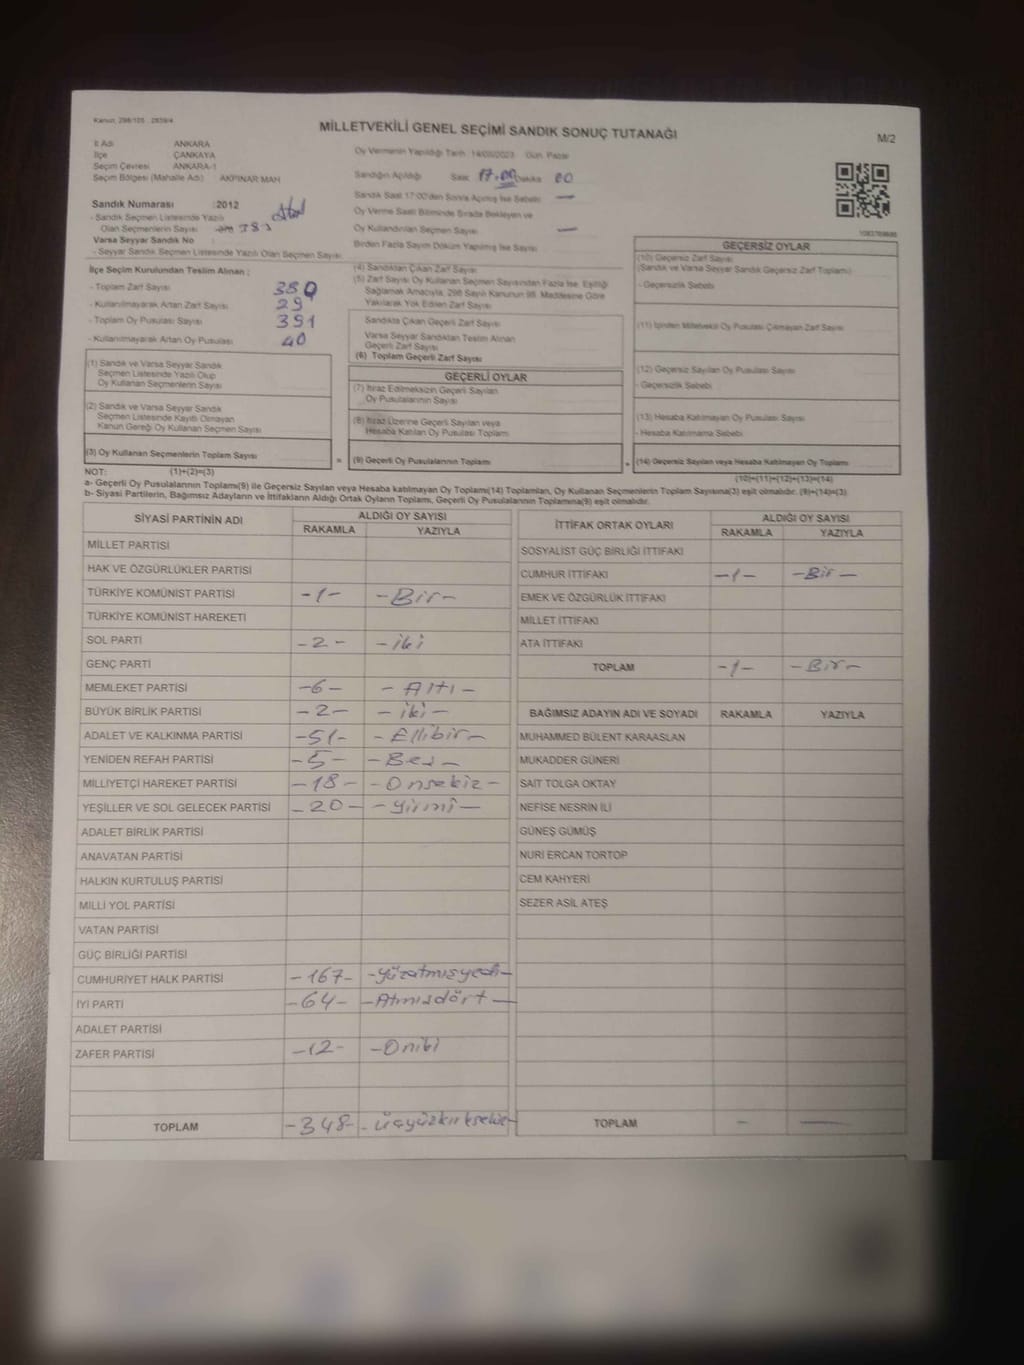 Kanun: 298/105 , 2839/4
MİLLETVEKİLİ GENEL SEÇİMİ SANDIK SONUÇ TUTANAĞI
M/2
İl Adı ANKARA
İlçe ÇANKAYA
Seçim Çevresi ANKARA-1
Seçim Bölgesi (Mahalle Adı) : AKPINAR MAH
Oy Vermenin Yapıldığı Tarih : 14/05/2023 Gün: Pazar
Sandığın Açıldığı Saat 17.00 Dakika 00
Sandık Saat 17:00'den Sonra Açılmış İse Sebebi —
Oy Verme Saati Bitiminde Sırada Bekleyen ve
Oy Kullandırılan Seçmen Sayısı —
Birden Fazla Sayım Döküm Yapılmış İse Sayısı
Sandık Numarası : 2012
- Sandık Seçmen Listesinde Yazılı
Olan Seçmenlerin Sayısı
Varsa Seyyar Sandık No
- Seyyar Sandık Seçmen Listesinde Yazılı Olan Seçmen Sayısı
İlçe Seçim Kurulundan Teslim Alınan ;
- Toplam Zarf Sayısı 380
- Kullanılmayarak Artan Zarf Sayısı 29
- Toplam Oy Pusulası Sayısı 391
- Kullanılmayarak Artan Oy Pusulası 40
(1) Sandık ve Varsa Seyyar Sandık
Seçmen Listesinde Yazılı Olup
Oy Kullanan Seçmenlerin Sayısı
(2) Sandık ve Varsa Seyyar Sandık
Seçmen Listesinde Kayıtlı Olmayan
Kanun Gereği Oy Kullanan Seçmen Sayısı
(3) Oy Kullanan Seçmenlerin Toplam Sayısı
(4) Sandıktan Çıkan Zarf Sayısı
(5) Zarf Sayısı Oy Kullanan Seçmen Sayısından Fazla İse, Eşitliği
Sağlamak Amacıyla, 298 Sayılı Kanunun 98. Maddesine Göre
Yakılarak Yok Edilen Zarf Sayısı
Sandıkta Çıkan Geçerli Zarf Sayısı
Varsa Seyyar Sandıktan Teslim Alınan
Geçerli Zarf Sayısı
(6) Toplam Geçerli Zarf Sayısı
GEÇERLİ OYLAR
(7) İtiraz Edilmeksizin Geçerli Sayılan
Oy Pusulalarının Sayısı
(8) İtiraz Üzerine Geçerli Sayılan veya
Hesaba Katılan Oy Pusulası Toplamı
= (9) Geçerli Oy Pusulalarının Toplamı
GEÇERSİZ OYLAR
(10) Geçersiz Zarf Sayısı
(Sandık ve Varsa Seyyar Sandık Geçersiz Zarf Toplamı)
- Geçersizlik Sebebi
(11) İçinden Milletvekili Oy Pusulası Çıkmayan Zarf Sayısı
(12) Geçersiz Sayılan Oy Pusulası Sayısı
- Geçersizlik Sebebi
(13) Hesaba Katılmayan Oy Pusulası Sayısı
- Hesaba Katılmama Sebebi
+ (14) Geçersiz Sayılan veya Hesaba Katılmayan Oy Toplamı
NOT: (1)+(2)=(3)
(10)+(11)+(12)+(13)=(14)
a- Geçerli Oy Pusulalarının Toplamı(9) ile Geçersiz Sayılan veya Hesaba katılmayan Oy Toplamı(14) Toplamları, Oy Kullanan Seçmenlerin Toplam Sayısına(3) eşit olmalıdır. (9)+(14)=(3)
b- Siyasi Partilerin, Bağımsız Adayların ve İttifakların Aldığı Ortak Oyların Toplamı, Geçerli Oy Pusulalarının Toplamına(9) eşit olmalıdır.
SİYASİ PARTİNİN ADI ALDIĞI OY SAYISI
RAKAMLA YAZIYLA
MİLLET PARTİSİ
HAK VE ÖZGÜRLÜKLER PARTİSİ
TÜRKİYE KOMÜNİST PARTİSİ -1- -Bir-
TÜRKİYE KOMÜNİST HAREKETİ
SOL PARTİ -2- -iki
GENÇ PARTİ
MEMLEKET PARTİSİ -6- -Altı-
BÜYÜK BİRLİK PARTİSİ -2- -iki-
ADALET VE KALKINMA PARTİSİ -51- -Ellibir-
YENİDEN REFAH PARTİSİ -5- -Beş-
MİLLİYETÇİ HAREKET PARTİSİ -18- -Onsekiz-
YEŞİLLER VE SOL GELECEK PARTİSİ -20- -yirmi-
ADALET BİRLİK PARTİSİ
ANAVATAN PARTİSİ
HALKIN KURTULUŞ PARTİSİ
MİLLİ YOL PARTİSİ
VATAN PARTİSİ
GÜÇ BİRLİĞİ PARTİSİ
CUMHURİYET HALK PARTİSİ -167- -yüzatmışyedi-
İYİ PARTİ -64- -Atmışdört-
ADALET PARTİSİ
ZAFER PARTİSİ -12- -Oniki
TOPLAM -348- -üçyüzkırksekiz-
İTTİFAK ORTAK OYLARI ALDIĞI OY SAYISI
RAKAMLA YAZIYLA
SOSYALİST GÜÇ BİRLİĞİ İTTİFAKI
CUMHUR İTTİFAKI -1- -Bir-
EMEK VE ÖZGÜRLÜK İTTİFAKI
MİLLET İTTİFAKI
ATA İTTİFAKI
TOPLAM -1- -Bir-
BAĞIMSIZ ADAYIN ADI VE SOYADI RAKAMLA YAZIYLA
MUHAMMED BÜLENT KARAASLAN
MUKADDER GÜNERİ
SAİT TOLGA OKTAY
NEFİSE NESRİN İLİ
GÜNEŞ GÜMÜŞ
NURİ ERCAN TORTOP
CEM KAHYERİ
SEZER ASİL ATEŞ
TOPLAM - —